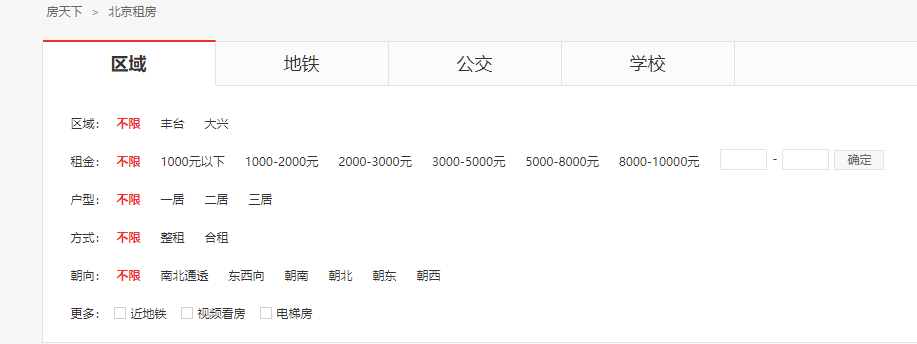 房天下 > 北京租房
区域 地铁 公交 学校
区域： 不限 丰台 大兴
租金： 不限 1000元以下 1000-2000元 2000-3000元 3000-5000元 5000-8000元 8000-10000元 - 确定
户型： 不限 一居 二居 三居
方式： 不限 整租 合租
朝向： 不限 南北通透 东西向 朝南 朝北 朝东 朝西
更多： 近地铁 视频看房 电梯房